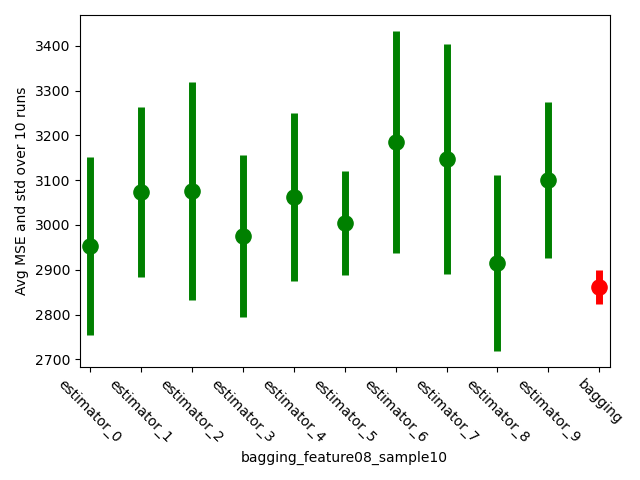 3400
3300
3200
3100
3000
2900
2800
2700
Avg MSE and std over 10 runs
estimator_0
estimator_1
estimator_2
estimator_3
estimator_4
estimator_5
estimator_6
estimator_7
estimator_8
estimator_9
bagging
bagging_feature08_sample10